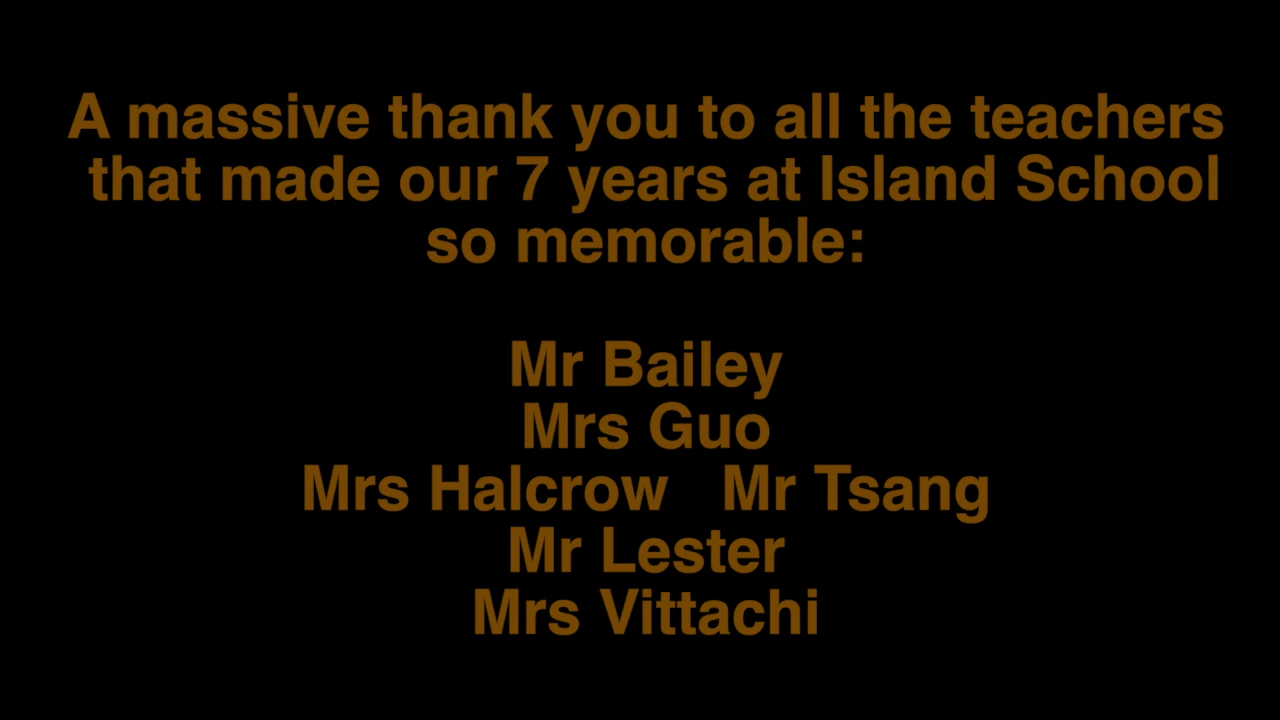 A massive thank you to all the teachers
that made our 7 years at Island School
so memorable:
Mr Bailey
Mrs Guo
Mrs Halcrow Mr Tsang
Mr Lester
Mrs Vittachi